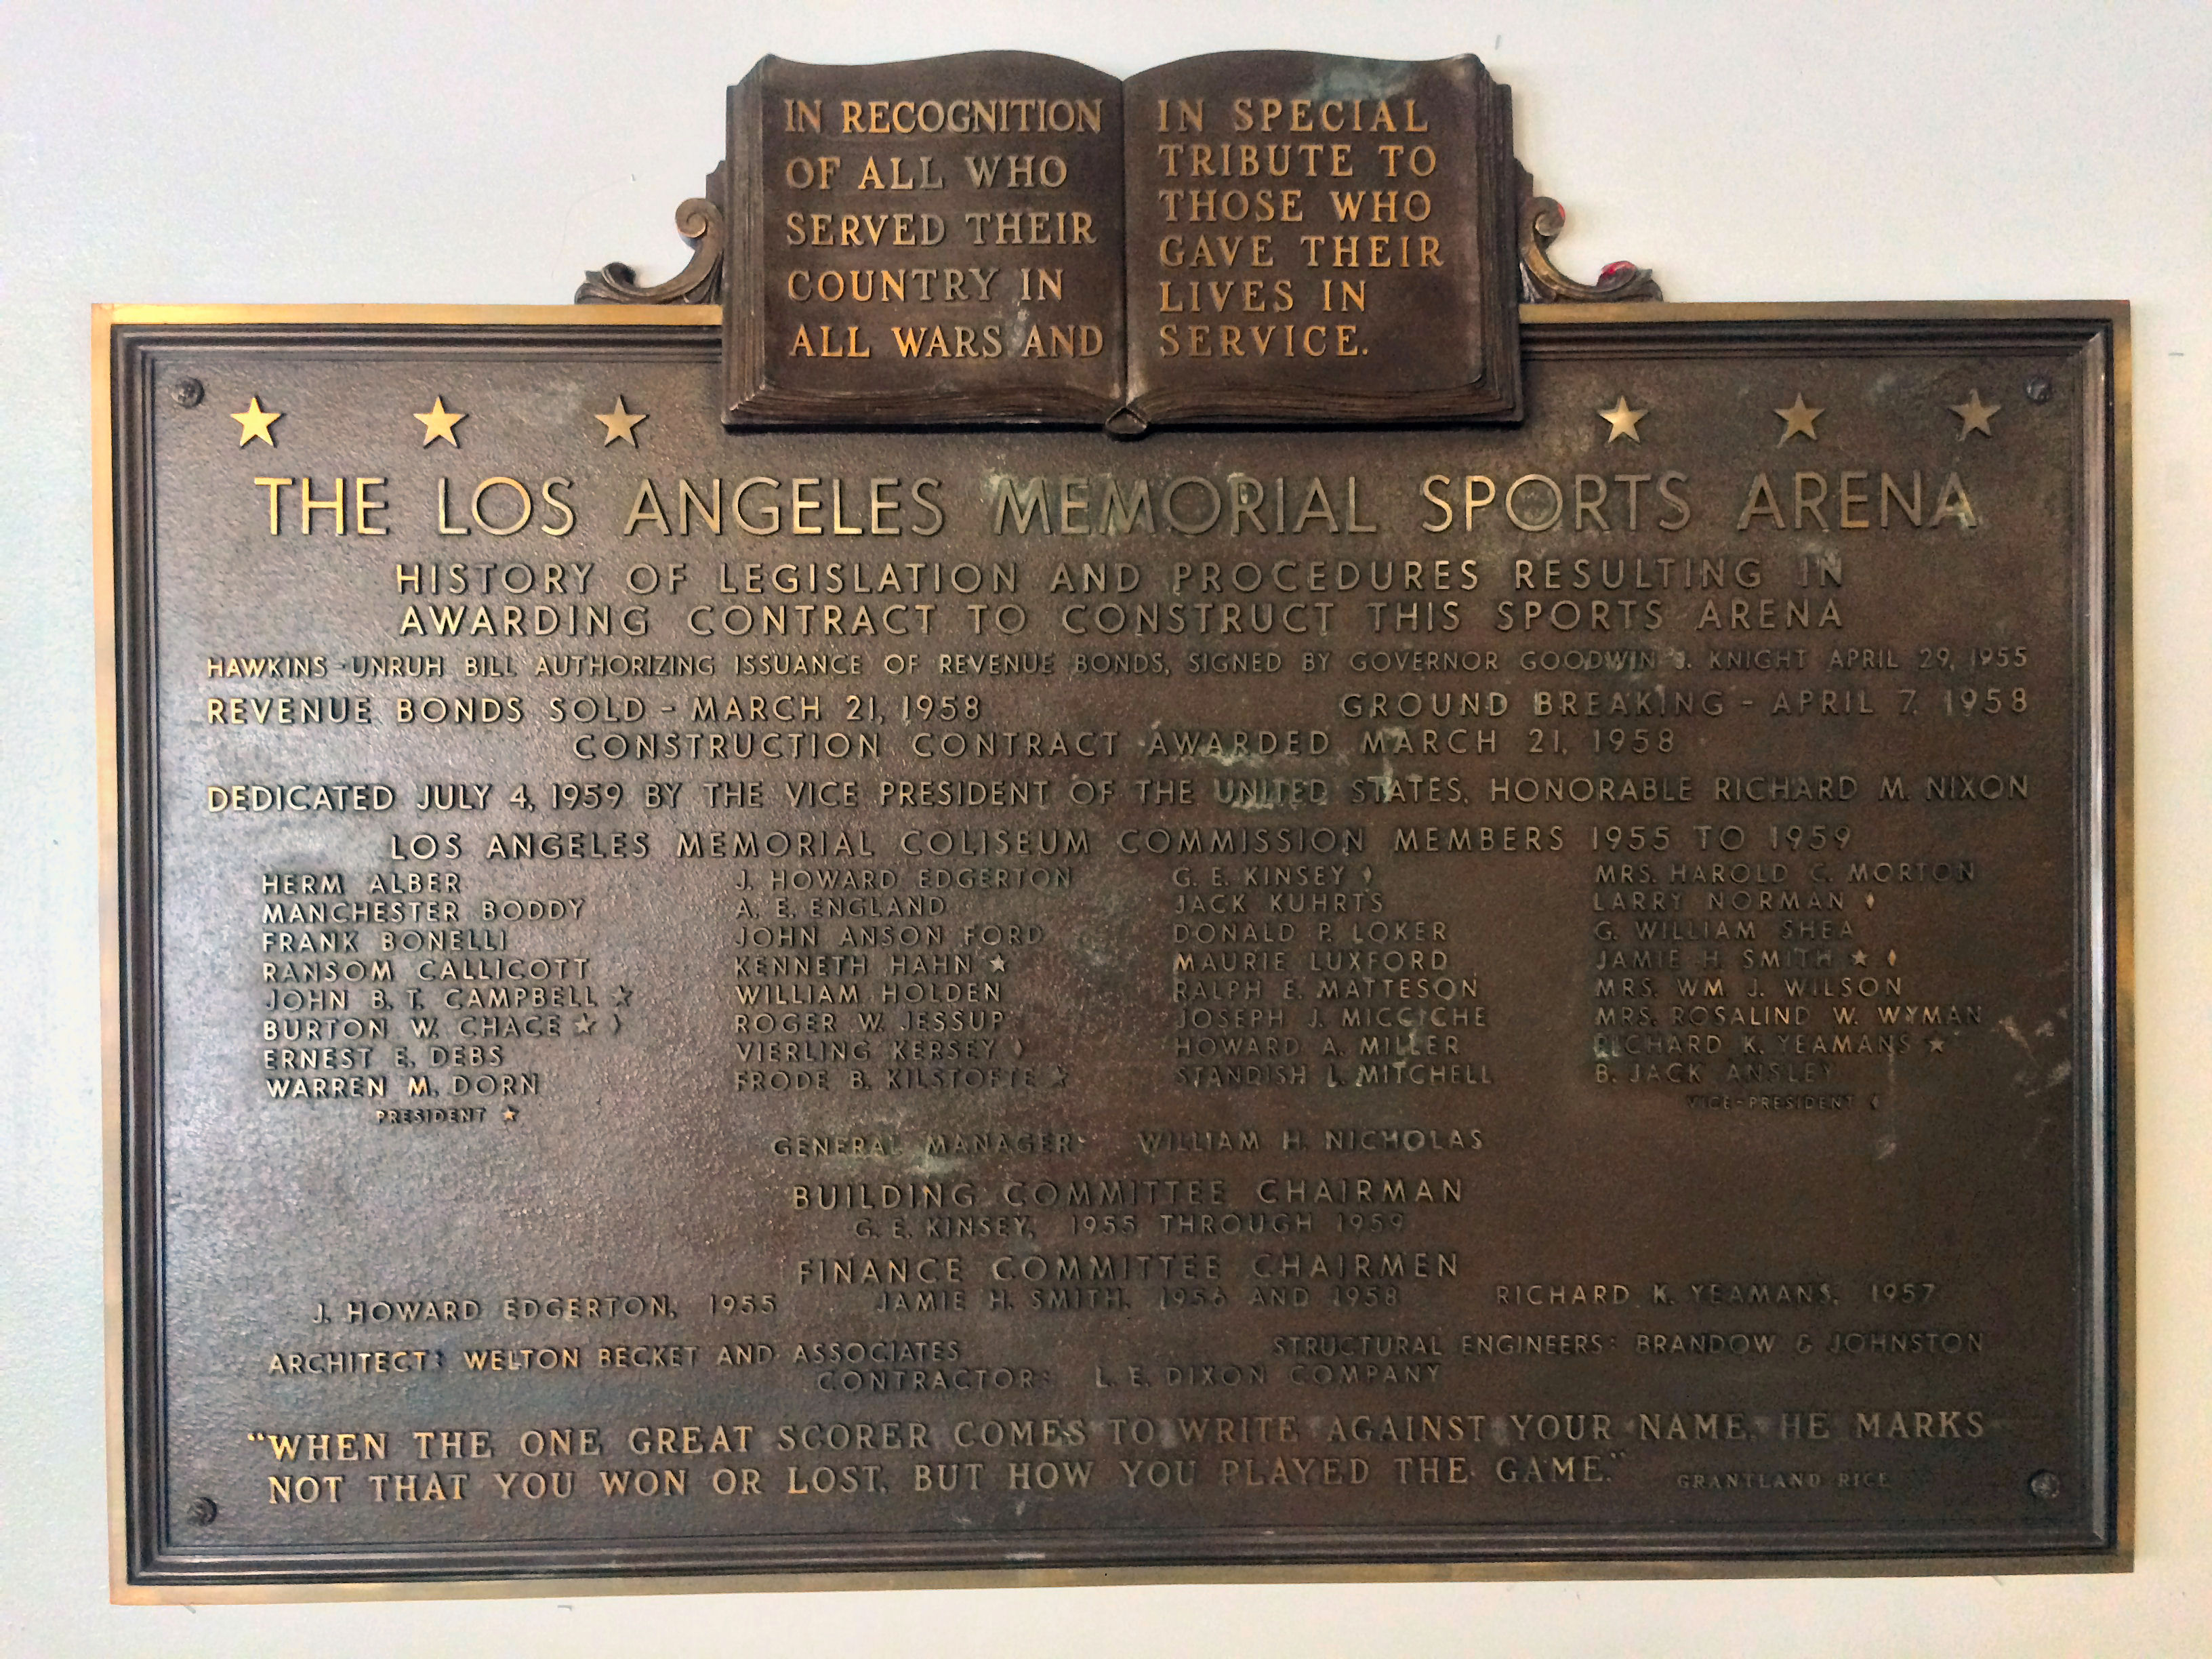 IN RECOGNITION
OF ALL WHO
SERVED THEIR
COUNTRY IN
ALL WARS AND
IN SPECIAL
TRIBUTE TO
THOSE WHO
GAVE THEIR
LIVES IN
SERVICE.
THE LOS ANGELES MEMORIAL SPORTS ARENA
HISTORY OF LEGISLATION AND PROCEDURES RESULTING IN
AWARDING CONTRACT TO CONSTRUCT THIS SPORTS ARENA
HAWKINS-UNRUH BILL AUTHORIZING ISSUANCE OF REVENUE BONDS, SIGNED BY GOVERNOR GOODWIN J. KNIGHT APRIL 29, 1955
REVENUE BONDS SOLD - MARCH 21, 1958 GROUND BREAKING - APRIL 7, 1958
CONSTRUCTION CONTRACT AWARDED MARCH 21, 1958
DEDICATED JULY 4, 1959 BY THE VICE PRESIDENT OF THE UNITED STATES, HONORABLE RICHARD M. NIXON
LOS ANGELES MEMORIAL COLISEUM COMMISSION MEMBERS 1955 TO 1959
HERM ALBER
MANCHESTER BODDY
FRANK BONELLI
RANSOM CALLICOTT
JOHN B. T. CAMPBELL ★
BURTON W. CHACE ★ ♦
ERNEST E. DEBS
WARREN M. DORN
PRESIDENT ★
J. HOWARD EDGERTON
A. E. ENGLAND
JOHN ANSON FORD
KENNETH HAHN ★
WILLIAM HOLDEN
ROGER W. JESSUP
VIERLING KERSEY ♦
FRODE B. KILSTOFTE ★
G. E. KINSEY ♦
JACK KUHRTS
DONALD P. LOKER
MAURIE LUXFORD
RALPH E. MATTESON
JOSEPH J. MICCICHE
HOWARD A. MILLER
STANDISH L. MITCHELL
MRS. HAROLD C. MORTON
LARRY NORMAN ♦
G. WILLIAM SHEA
JAMIE H. SMITH ★ ♦
MRS. WM J. WILSON
MRS. ROSALIND W. WYMAN
RICHARD K. YEAMANS ★
B. JACK ANSLEY
VICE-PRESIDENT ♦
GENERAL MANAGER: WILLIAM H. NICHOLAS
BUILDING COMMITTEE CHAIRMAN
G. E. KINSEY, 1955 THROUGH 1959
FINANCE COMMITTEE CHAIRMEN
J. HOWARD EDGERTON, 1955 JAMIE H. SMITH, 1956 AND 1958 RICHARD K. YEAMANS, 1957
ARCHITECT: WELTON BECKET AND ASSOCIATES STRUCTURAL ENGINEERS: BRANDOW & JOHNSTON
CONTRACTOR: L. E. DIXON COMPANY
"WHEN THE ONE GREAT SCORER COMES TO WRITE AGAINST YOUR NAME, HE MARKS
NOT THAT YOU WON OR LOST, BUT HOW YOU PLAYED THE GAME." GRANTLAND RICE